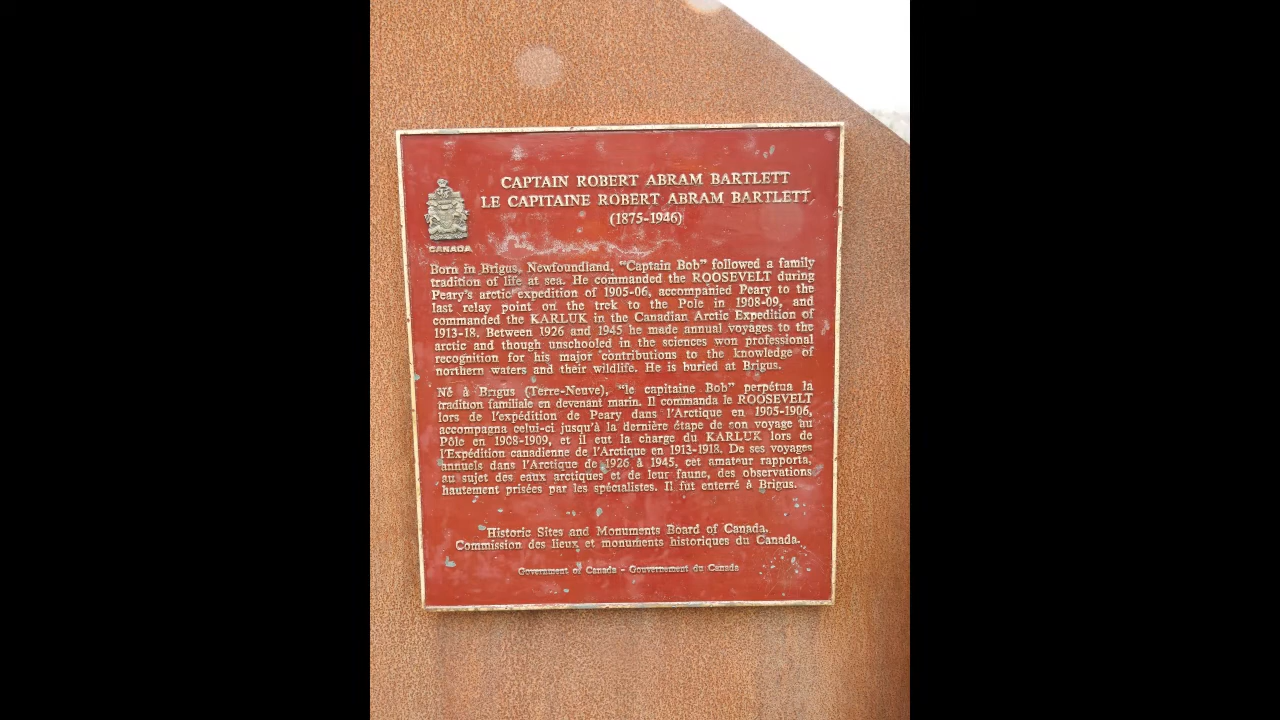 CAPTAIN ROBERT ABRAM BARTLETT
LE CAPITAINE ROBERT ABRAM BARTLETT
(1875-1946)
CANADA
Born in Brigus, Newfoundland, "Captain Bob" followed a family
tradition of life at sea. He commanded the ROOSEVELT during
Peary's arctic expedition of 1905-06, accompanied Peary to the
last relay point on the trek to the Pole in 1908-09, and
commanded the KARLUK in the Canadian Arctic Expedition of
1913-18. Between 1926 and 1945 he made annual voyages to the
arctic and though unschooled in the sciences won professional
recognition for his major contributions to the knowledge of
northern waters and their wildlife. He is buried at Brigus.
Né à Brigus (Terre-Neuve), "le capitaine Bob" perpétua la
tradition familiale en devenant marin. Il commanda le ROOSEVELT
lors de l'expédition de Peary dans l'Arctique en 1905-1906,
accompagna celui-ci jusqu'à la dernière étape de son voyage au
Pôle en 1908-1909, et il eut la charge du KARLUK lors de
l'Expédition canadienne de l'Arctique en 1913-1918. De ses voyages
annuels dans l'Arctique de 1926 à 1945, cet amateur rapporta,
au sujet des eaux arctiques et de leur faune, des observations
hautement prisées par les spécialistes. Il fut enterré à Brigus.
Historic Sites and Monuments Board of Canada.
Commission des lieux et monuments historiques du Canada.
Government of Canada - Gouvernement du Canada